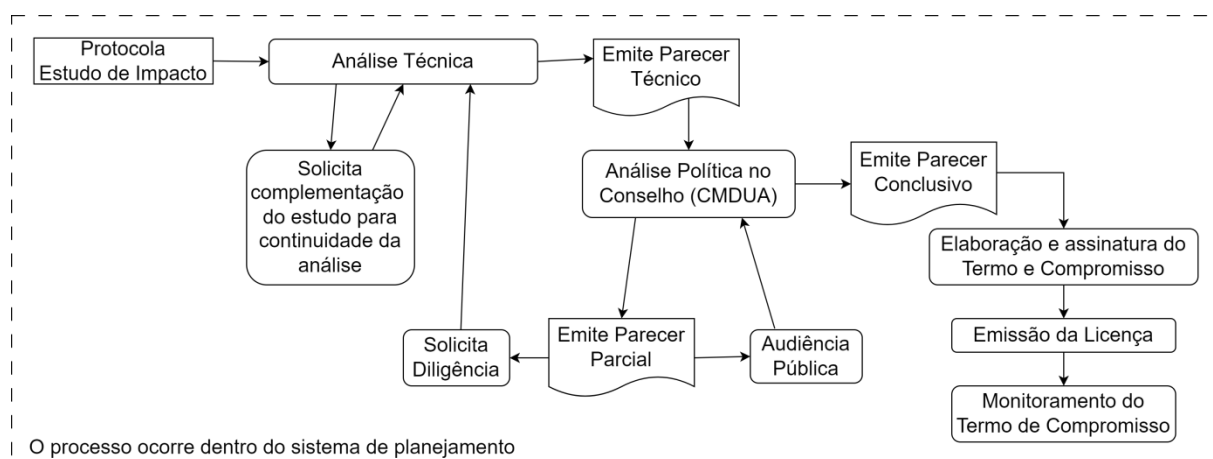 Protocola
Estudo de Impacto
Análise Técnica
Emite Parecer
Técnico
Solicita
complementação
do estudo para
continuidade da
análise
Análise Política no
Conselho (CMDUA)
Emite Parecer
Conclusivo
Elaboração e assinatura do
Termo e Compromisso
Solicita
Diligência
Emite Parecer
Parcial
Audiência
Pública
Emissão da Licença
Monitoramento do
Termo de Compromisso
O processo ocorre dentro do sistema de planejamento